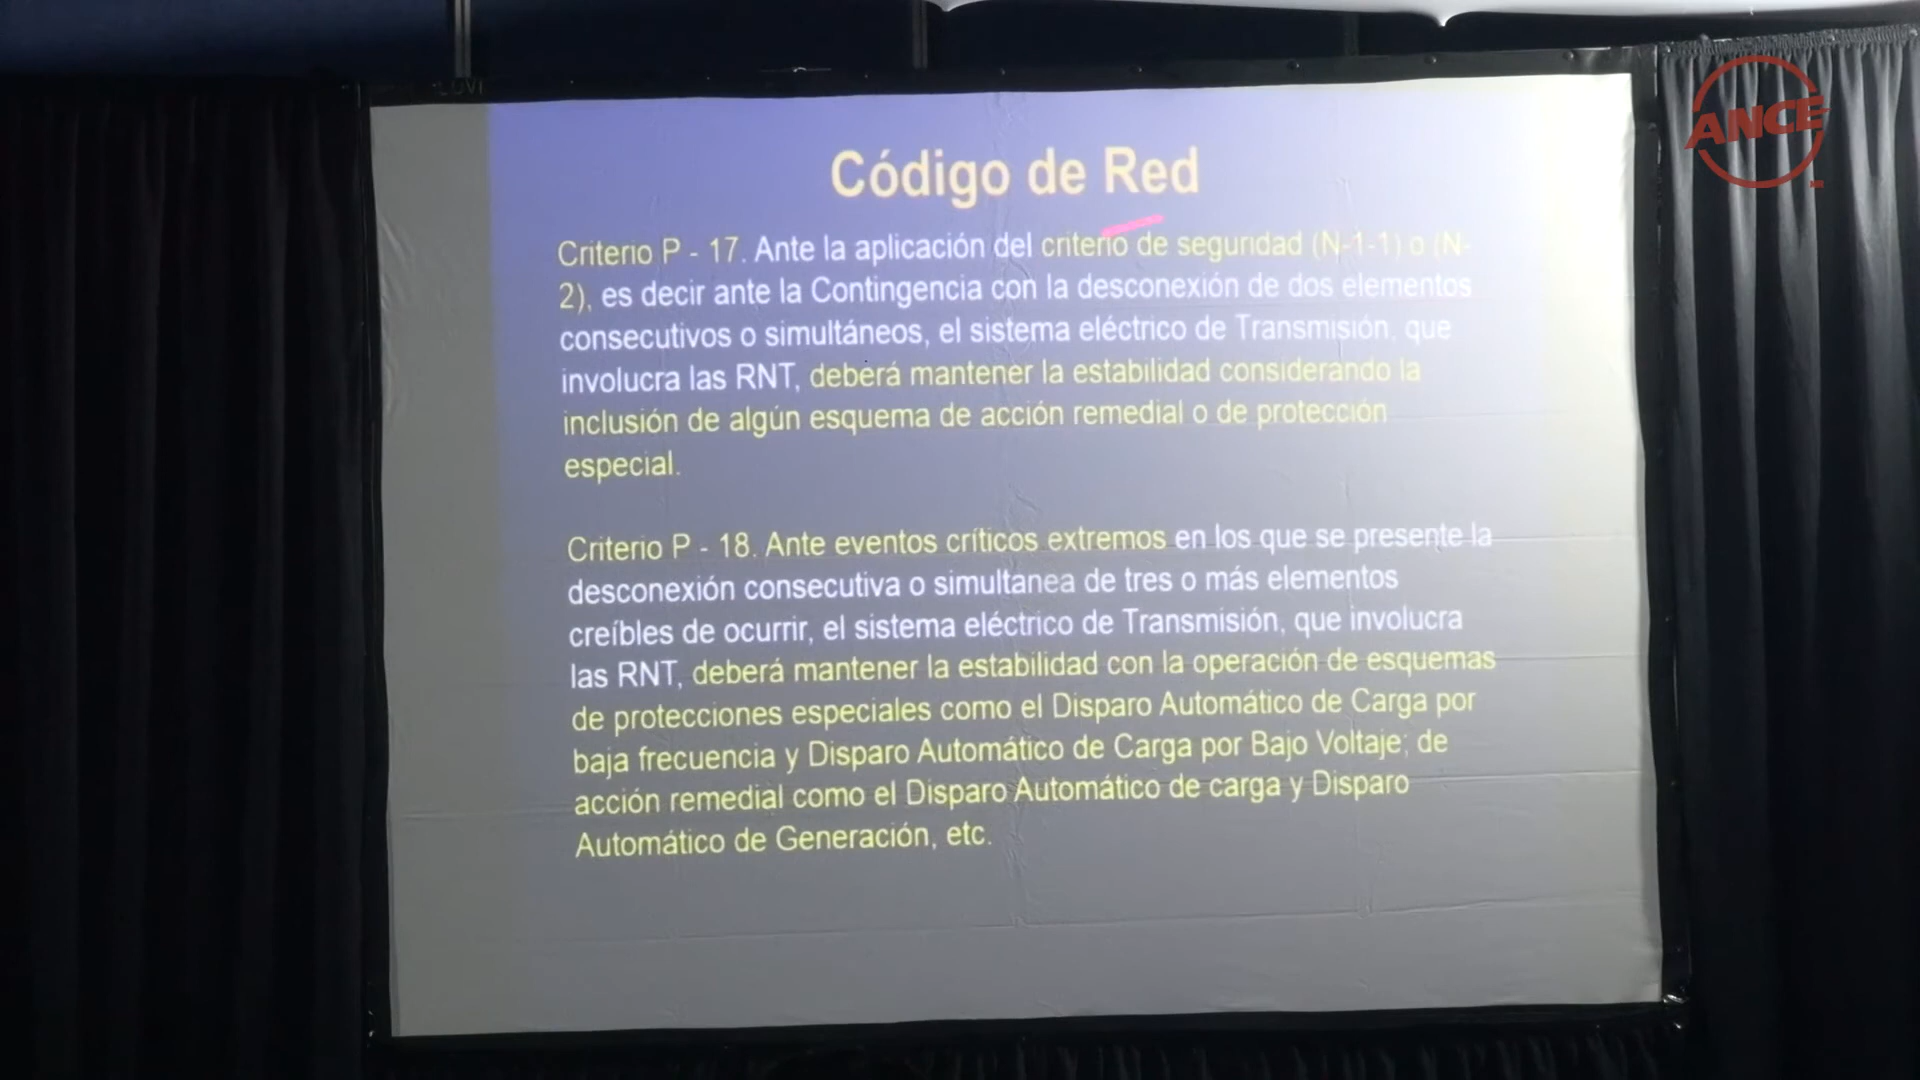 ANCE
Código de Red
Criterio P - 17. Ante la aplicación del criterio de seguridad (N-1-1) o (N-
2), es decir ante la Contingencia con la desconexión de dos elementos
consecutivos o simultáneos, el sistema eléctrico de Transmisión, que
involucra las RNT, deberá mantener la estabilidad considerando la
inclusión de algún esquema de acción remedial o de protección
especial.
Criterio P - 18. Ante eventos críticos extremos en los que se presente la
desconexión consecutiva o simultanea de tres o más elementos
creíbles de ocurrir, el sistema eléctrico de Transmisión, que involucra
las RNT, deberá mantener la estabilidad con la operación de esquemas
de protecciones especiales como el Disparo Automático de Carga por
baja frecuencia y Disparo Automático de Carga por Bajo Voltaje; de
acción remedial como el Disparo Automático de carga y Disparo
Automático de Generación, etc.